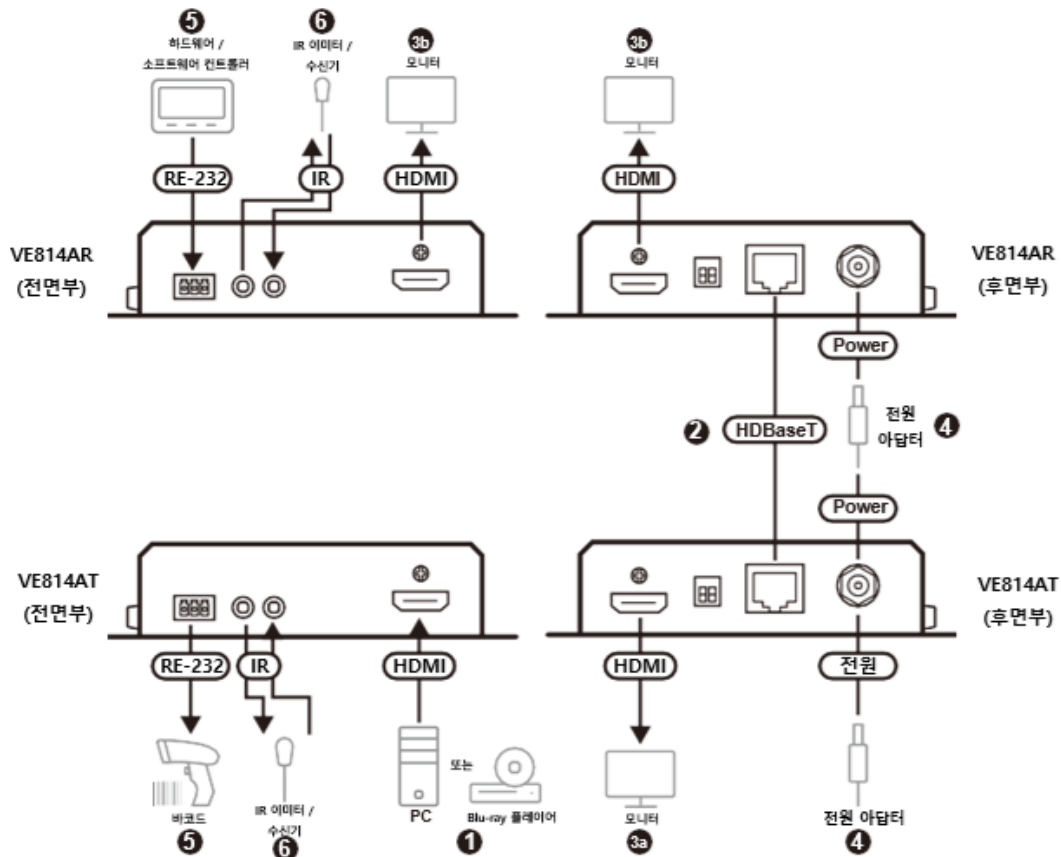 5
하드웨어 /
소프트웨어 컨트롤러
6
IR 이미터 /
수신기
3b
모니터
3b
모니터
RE-232
IR
HDMI
HDMI
VE814AR
(전면부)
VE814AR
(후면부)
Power
2
HDBaseT
전원
아답터
4
Power
VE814AT
(전면부)
VE814AT
(후면부)
RE-232
IR
HDMI
HDMI
전원
바코드
5
IR 이미터 /
수신기
6
PC
또는
Blu-ray 플레이어
1
모니터
3a
전원 아답터
4